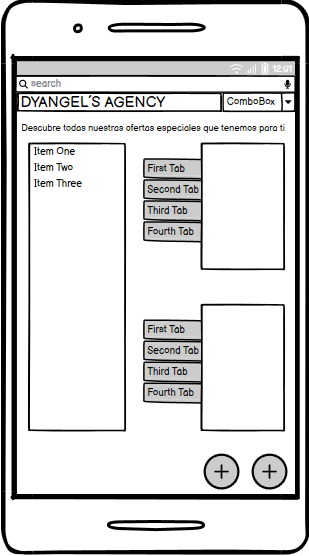 12:01
search
DYANGEL´S AGENCY
ComboBox
Descubre todas nuestras ofertas especiales que tenemos para ti
Item One
Item Two
Item Three
First Tab
Second Tab
Third Tab
Fourth Tab
First Tab
Second Tab
Third Tab
Fourth Tab